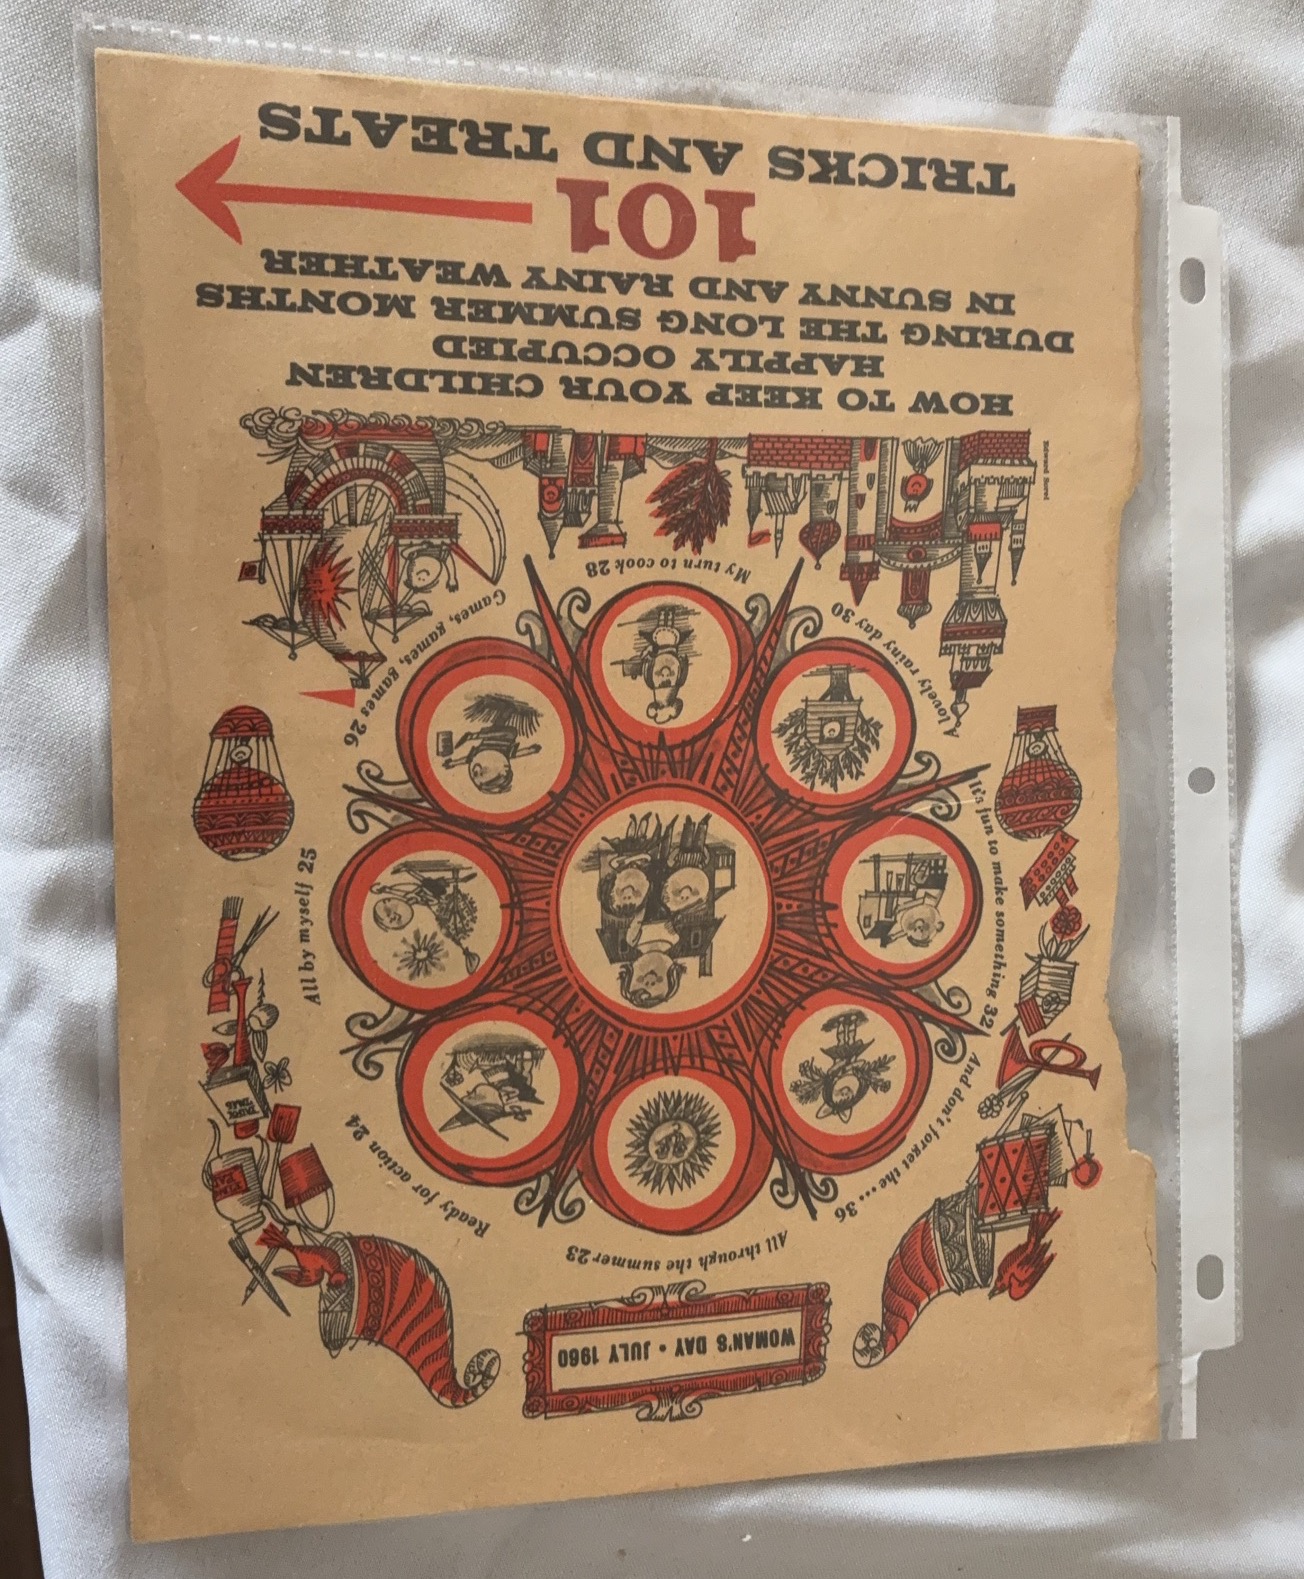 WOMAN'S DAY • JULY 1960
All through the summer 23
Ready for action 24
All by myself 25
Games, games, games 26
My turn to cook 28
A lovely rainy day 30
It's fun to make something 32
And don't forget the... 36
HOW TO KEEP YOUR CHILDREN
HAPPILY OCCUPIED
DURING THE LONG SUMMER MONTHS
IN SUNNY AND RAINY WEATHER
101
TRICKS AND TREATS